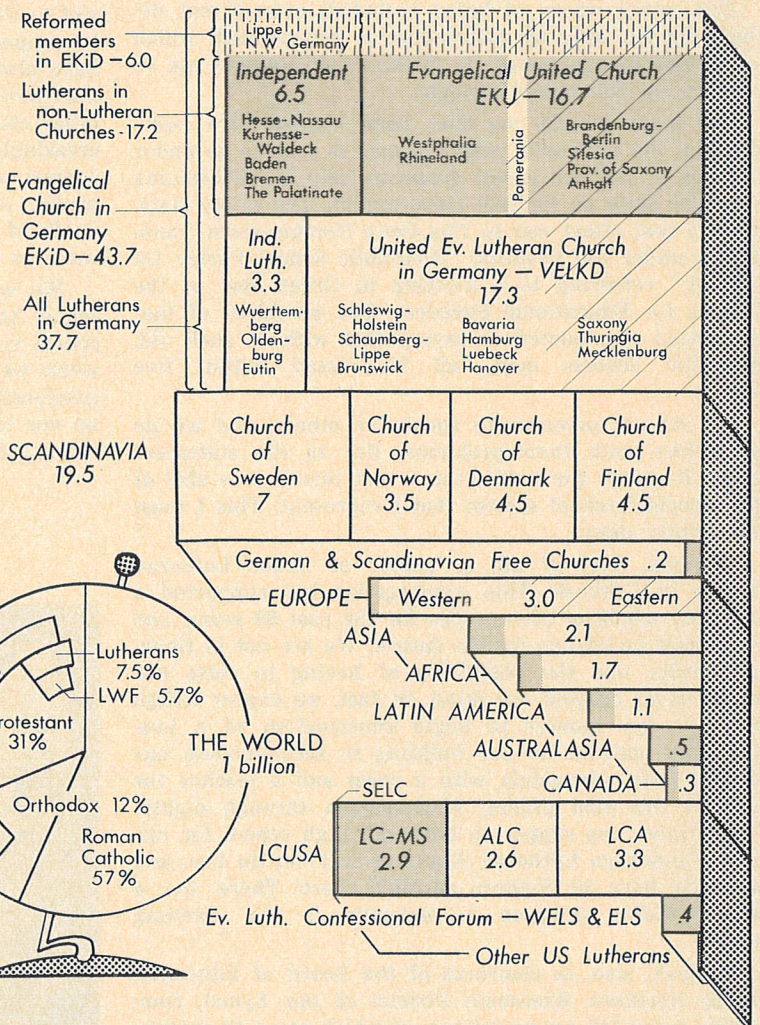 Reformed
members
in EKiD -6.0
Lippe
N W Germany
Lutherans in
non-Lutheran
Churches - 17.2
Independent
6.5
Hesse-Nassau
Kurhesse-
Waldeck
Baden
Bremen
The Palatinate
Evangelical United Church
EKU — 16.7
Westphalia
Rhineland
Pomerania
Brandenburg-
Berlin
Silesia
Prov. of Saxony
Anhalt
Evangelical
Church in
Germany
EKiD — 43.7
All Lutherans
in Germany
37.7
Ind.
Luth.
3.3
Wuerttem-
berg
Olden-
burg
Eutin
United Ev. Lutheran Church
in Germany — VELKD
17.3
Schleswig-
Holstein
Schaumberg-
Lippe
Brunswick
Bavaria
Hamburg
Luebeck
Hanover
Saxony
Thuringia
Mecklenburg
SCANDINAVIA
19.5
Church
of
Sweden
7
Church
of
Norway
3.5
Church
of
Denmark
4.5
Church
of
Finland
4.5
German & Scandinavian Free Churches .2
EUROPE Western 3.0 Eastern
ASIA 2.1
AFRICA 1.7
LATIN AMERICA 1.1
AUSTRALASIA .5
CANADA .3
Lutherans
7.5%
LWF 5.7%
rotestant
31%
THE WORLD
1 billion
Orthodox 12%
Roman
Catholic
57%
SELC
LCUSA
LC-MS
2.9
ALC
2.6
LCA
3.3
Ev. Luth. Confessional Forum — WELS & ELS .4
Other US Lutherans